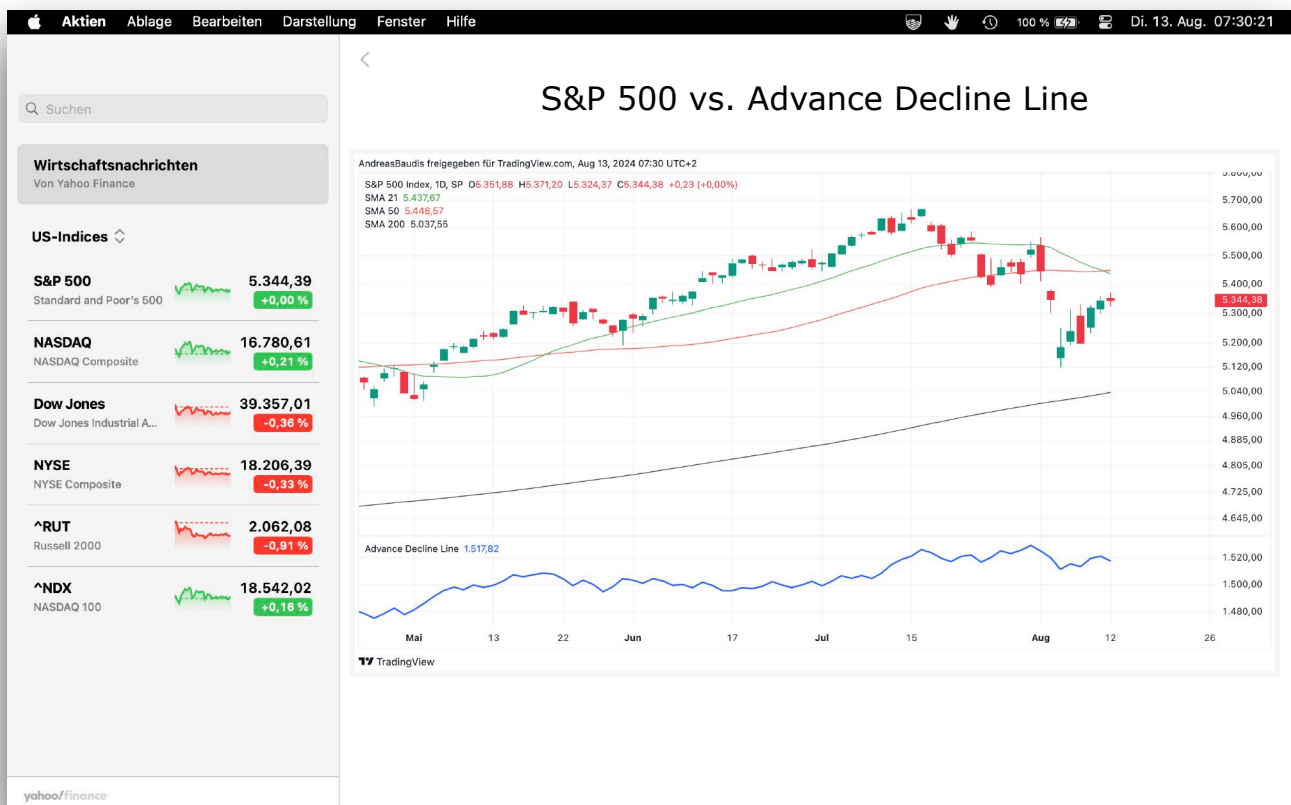 Aktien Ablage Bearbeiten Darstellung Fenster Hilfe 100 % Di. 13. Aug. 07:30:21
Suchen
Wirtschaftsnachrichten
Von Yahoo Finance
US-Indices
S&P 500 5.344,39
Standard and Poor's 500 +0,00 %
NASDAQ 16.780,61
NASDAQ Composite +0,21 %
Dow Jones 39.357,01
Dow Jones Industrial A... -0,36 %
NYSE 18.206,39
NYSE Composite -0,33 %
^RUT 2.062,08
Russell 2000 -0,91 %
^NDX 18.542,02
NASDAQ 100 +0,16 %
yahoo!finance
S&P 500 vs. Advance Decline Line
AndreasBaudis freigegeben für TradingView.com, Aug 13, 2024 07:30 UTC+2
S&P 500 Index, 1D, SP O5.351,88 H5.371,20 L5.324,37 C5.344,38 +0,23 (+0,00%)
SMA 21 5.437,67
SMA 50 5.448,57
SMA 200 5.037,55
5.800,00
5.700,00
5.600,00
5.500,00
5.400,00
5.344,38
5.300,00
5.200,00
5.120,00
5.040,00
4.960,00
4.885,00
4.805,00
4.725,00
4.645,00
Advance Decline Line 1.517,82
1.520,00
1.500,00
1.480,00
Mai 13 22 Jun 17 Jul 15 Aug 12 26
TradingView